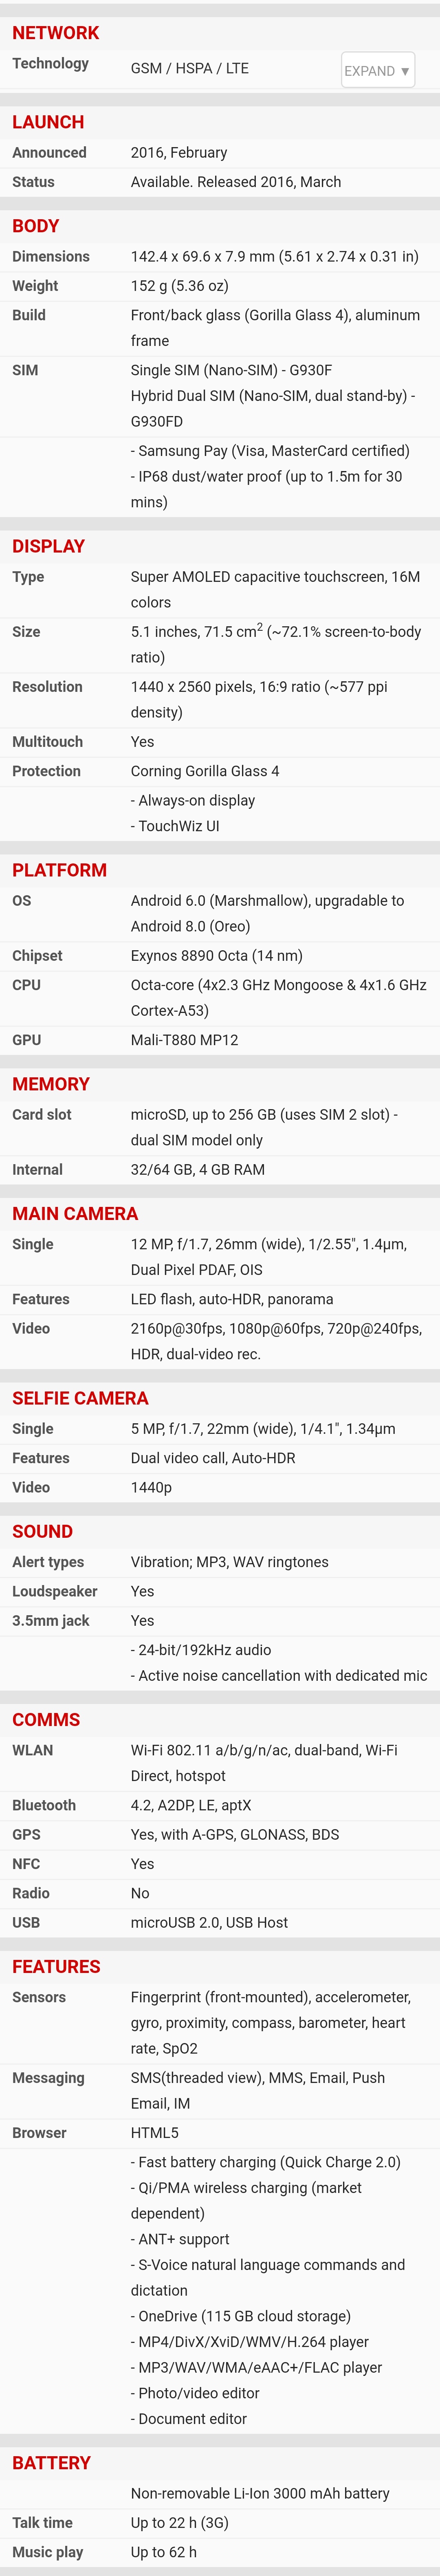 NETWORK
Technology GSM / HSPA / LTE EXPAND ▼
LAUNCH
Announced 2016, February
Status Available. Released 2016, March
BODY
Dimensions 142.4 x 69.6 x 7.9 mm (5.61 x 2.74 x 0.31 in)
Weight 152 g (5.36 oz)
Build Front/back glass (Gorilla Glass 4), aluminum
frame
SIM Single SIM (Nano-SIM) - G930F
Hybrid Dual SIM (Nano-SIM, dual stand-by) -
G930FD
- Samsung Pay (Visa, MasterCard certified)
- IP68 dust/water proof (up to 1.5m for 30
mins)
DISPLAY
Type Super AMOLED capacitive touchscreen, 16M
colors
Size 5.1 inches, 71.5 cm² (~72.1% screen-to-body
ratio)
Resolution 1440 x 2560 pixels, 16:9 ratio (~577 ppi
density)
Multitouch Yes
Protection Corning Gorilla Glass 4
- Always-on display
- TouchWiz UI
PLATFORM
OS Android 6.0 (Marshmallow), upgradable to
Android 8.0 (Oreo)
Chipset Exynos 8890 Octa (14 nm)
CPU Octa-core (4x2.3 GHz Mongoose & 4x1.6 GHz
Cortex-A53)
GPU Mali-T880 MP12
MEMORY
Card slot microSD, up to 256 GB (uses SIM 2 slot) -
dual SIM model only
Internal 32/64 GB, 4 GB RAM
MAIN CAMERA
Single 12 MP, f/1.7, 26mm (wide), 1/2.55", 1.4µm,
Dual Pixel PDAF, OIS
Features LED flash, auto-HDR, panorama
Video 2160p@30fps, 1080p@60fps, 720p@240fps,
HDR, dual-video rec.
SELFIE CAMERA
Single 5 MP, f/1.7, 22mm (wide), 1/4.1", 1.34µm
Features Dual video call, Auto-HDR
Video 1440p
SOUND
Alert types Vibration; MP3, WAV ringtones
Loudspeaker Yes
3.5mm jack Yes
- 24-bit/192kHz audio
- Active noise cancellation with dedicated mic
COMMS
WLAN Wi-Fi 802.11 a/b/g/n/ac, dual-band, Wi-Fi
Direct, hotspot
Bluetooth 4.2, A2DP, LE, aptX
GPS Yes, with A-GPS, GLONASS, BDS
NFC Yes
Radio No
USB microUSB 2.0, USB Host
FEATURES
Sensors Fingerprint (front-mounted), accelerometer,
gyro, proximity, compass, barometer, heart
rate, SpO2
Messaging SMS(threaded view), MMS, Email, Push
Email, IM
Browser HTML5
- Fast battery charging (Quick Charge 2.0)
- Qi/PMA wireless charging (market
dependent)
- ANT+ support
- S-Voice natural language commands and
dictation
- OneDrive (115 GB cloud storage)
- MP4/DivX/XviD/WMV/H.264 player
- MP3/WAV/WMA/eAAC+/FLAC player
- Photo/video editor
- Document editor
BATTERY
Non-removable Li-Ion 3000 mAh battery
Talk time Up to 22 h (3G)
Music play Up to 62 h